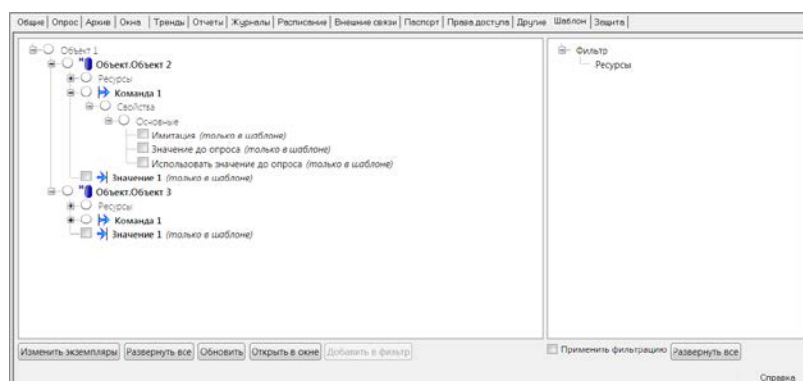 Общие | Опрос | Архив | Окна | Тренды | Отчеты | Журналы | Расписание | Внешние связи | Паспорт | Права доступа | Другие | Шаблон | Защита |
Объект 1
Объект.Объект 2
Ресурсы
Команда 1
Свойства
Основные
Имитация (только в шаблоне)
Значение до опроса (только в шаблоне)
Использовать значение до опроса (только в шаблоне)
Значение 1 (только в шаблоне)
Объект.Объект 3
Ресурсы
Команда 1
Значение 1 (только в шаблоне)
Фильтр
Ресурсы
Изменить экземпляры Развернуть все Обновить Открыть в окне Добавить в фильтр
Применить фильтрацию Развернуть все
Справка